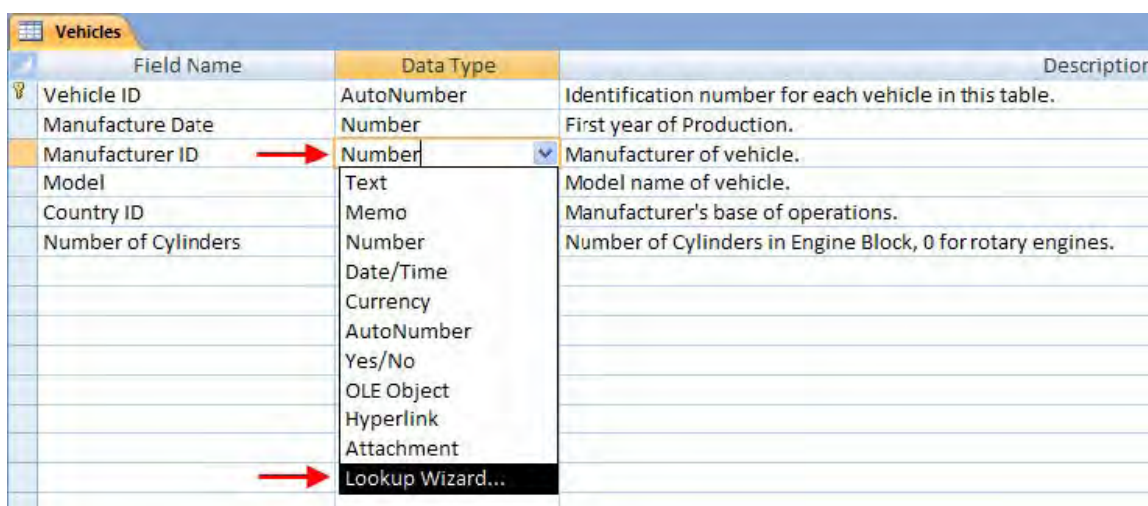 Vehicles
Field Name Data Type Description
Vehicle ID AutoNumber Identification number for each vehicle in this table.
Manufacture Date Number First year of Production.
Manufacturer ID Number Manufacturer of vehicle.
Model Text Model name of vehicle.
Country ID Memo Manufacturer's base of operations.
Number of Cylinders Number Number of Cylinders in Engine Block, 0 for rotary engines.
Date/Time
Currency
AutoNumber
Yes/No
OLE Object
Hyperlink
Attachment
Lookup Wizard...